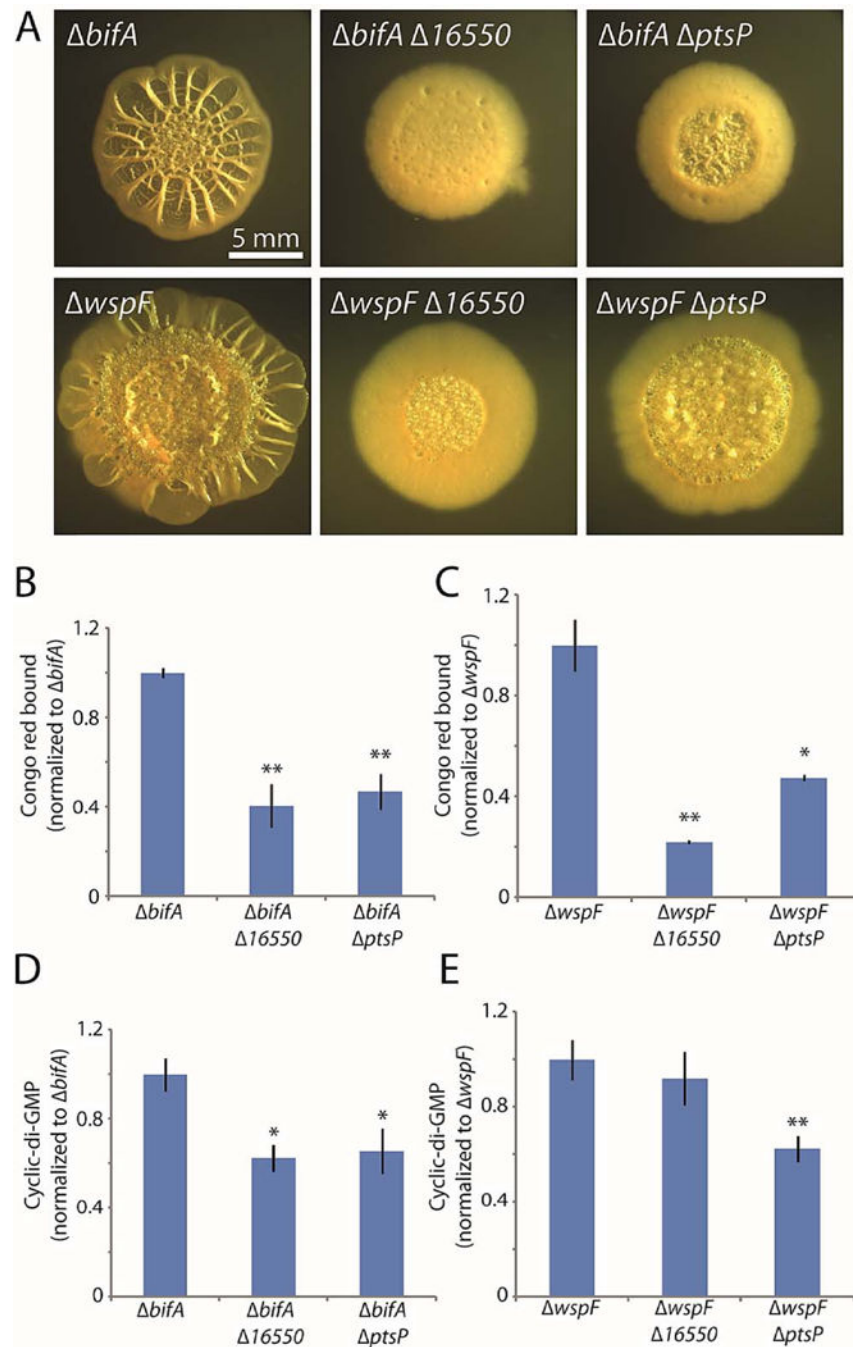 A
ΔbifA
ΔbifA Δ16550
ΔbifA ΔptsP
5 mm
ΔwspF
ΔwspF Δ16550
ΔwspF ΔptsP
B
Congo red bound
(normalized to ΔbifA)
1.2
0.8
0.4
0
**
**
ΔbifA
ΔbifA
Δ16550
ΔbifA
ΔptsP
C
Congo red bound
(normalized to ΔwspF)
1.2
0.8
0.4
0
**
*
ΔwspF
ΔwspF
Δ16550
ΔwspF
ΔptsP
D
Cyclic-di-GMP
(normalized to ΔbifA)
1.2
0.8
0.4
0
*
*
ΔbifA
ΔbifA
Δ16550
ΔbifA
ΔptsP
E
Cyclic-di-GMP
(normalized to ΔwspF)
1.2
0.8
0.4
0
**
ΔwspF
ΔwspF
Δ16550
ΔwspF
ΔptsP